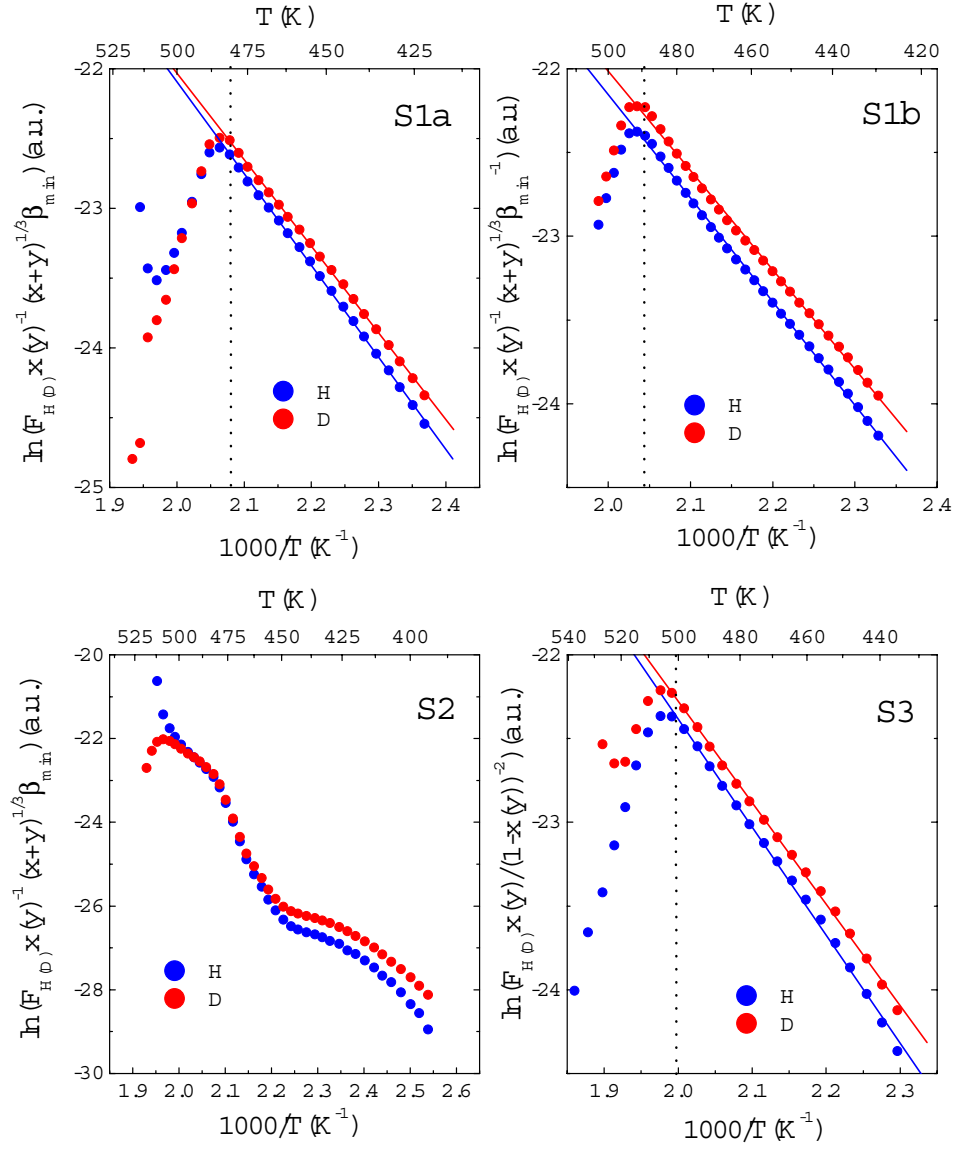 T (K)
525 500 475 450 425
-22
-23
-24
-25
ln (F_H(D) x (y)^-1 (x+y)^1/3 β_min) (au.)
S1a
H
D
1.9 2.0 2.1 2.2 2.3 2.4
1000/T (K^-1)
T (K)
500 480 460 440 420
-22
-23
-24
ln (F_H(D) x (y)^-1 (x+y)^1/3 β_min^-1) (au)
S1b
H
D
2.0 2.1 2.2 2.3 2.4
1000/T (K^-1)
T (K)
525 500 475 450 425 400
-20
-22
-24
-26
-28
-30
ln (F_H(D) x (y)^-1 (x+y)^1/3 β_min) (au.)
S2
H
D
1.9 2.0 2.1 2.2 2.3 2.4 2.5 2.6
1000/T (K^-1)
T (K)
540 520 500 480 460 440
-22
-23
-24
ln (F_H(D) x (y)/(1-x (y))^-2) (au.)
S3
H
D
1.9 2.0 2.1 2.2 2.3
1000/T (K^-1)